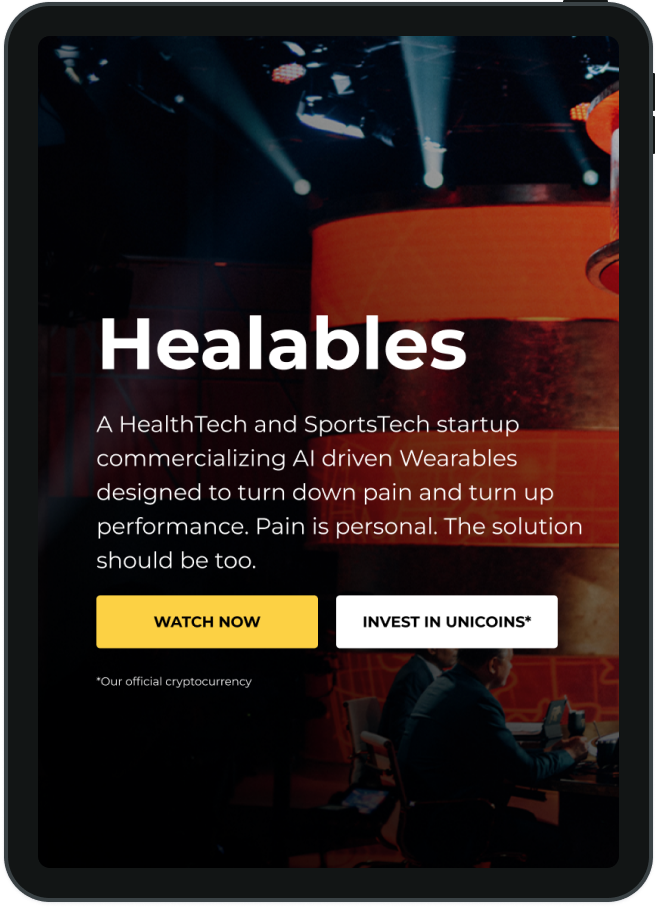 Healables
A HealthTech and SportsTech startup
commercializing AI driven Wearables
designed to turn down pain and turn up
performance. Pain is personal. The solution
should be too.
WATCH NOW
INVEST IN UNICOINS*
*Our official cryptocurrency